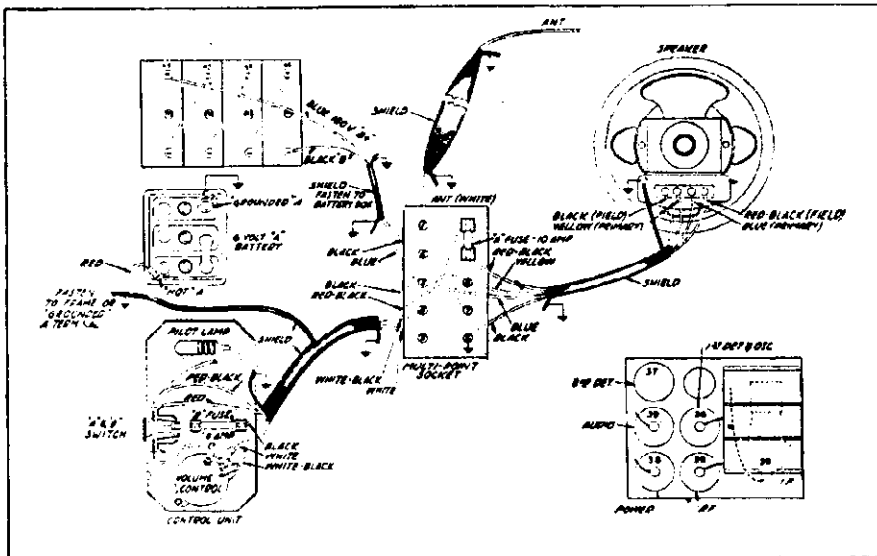 ANT
SPEAKER
SHIELD
BLUE 180V "B+"
BLACK "B"
SHIELD
FASTEN TO
BATTERY BOX
ANT (WHITE)
GROUNDED "A"
6 VOLT "A"
BATTERY
RED
"HOT" A
FASTEN
TO FRAME OR
GROUNDED
A TERMINAL
BLACK
BLUE
BLACK
RED-BLACK
"A" FUSE-10 AMP
RED-BLACK
YELLOW
BLUE
BLACK
BLACK (FIELD)
YELLOW (PRIMARY)
RED-BLACK (FIELD)
BLUE (PRIMARY)
SHIELD
MULTI-POINT
SOCKET
WHITE-BLACK
WHITE
PILOT LAMP
SHIELD
RED-BLACK
RED
FUSE
AMP
"A & B"
SWITCH
BLACK
WHITE
WHITE-BLACK
VOLUME
CONTROL
CONTROL UNIT
1ST DET & OSC
2ND DET
37
AUDIO
39
36
38
39
39
I.F.
POWER
RF